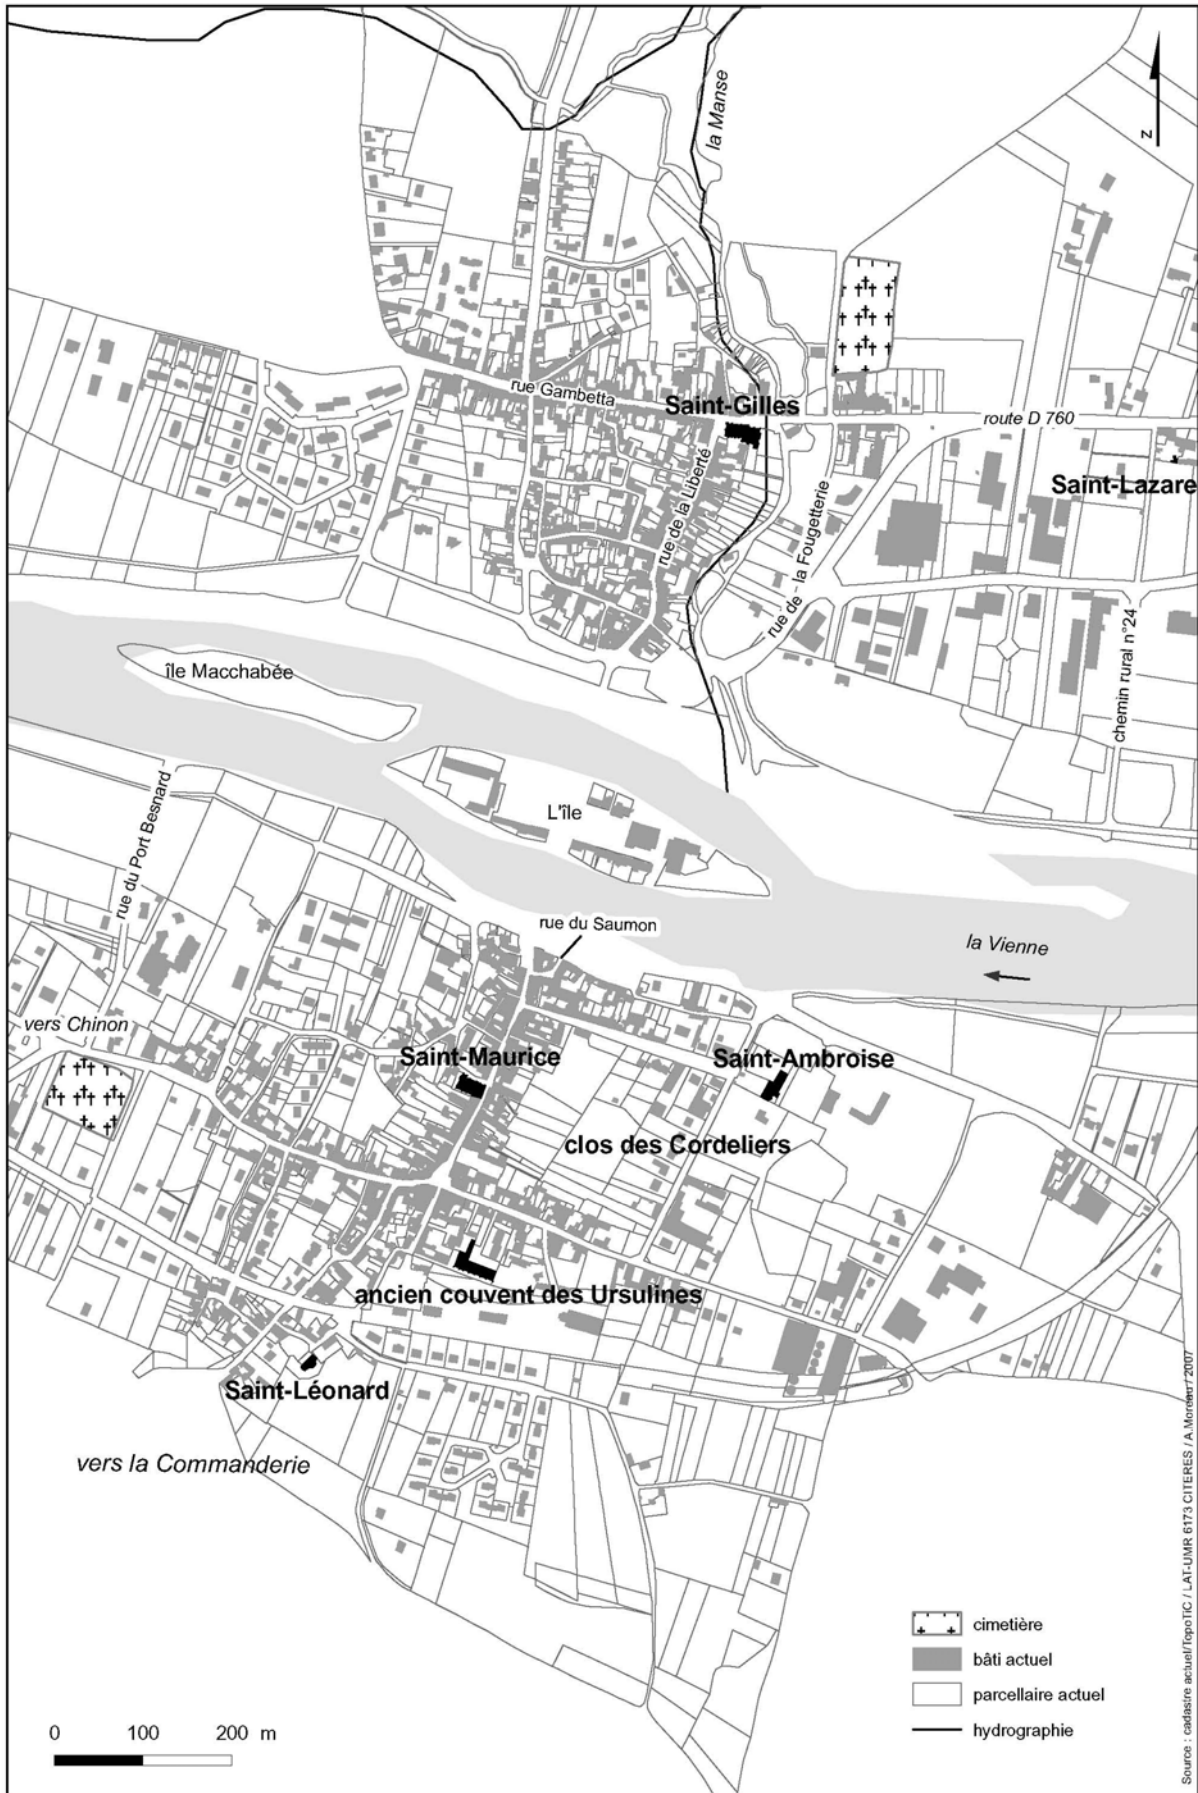 la Manse
z
rue Gambetta
Saint-Gilles
route D 760
rue de la Liberté
Saint-Lazare
rue de la Fougetterie
chemin rural n°24
île Macchabée
L'île
rue du Port Besnard
rue du Saumon
la Vienne
vers Chinon
Saint-Maurice
Saint-Ambroise
clos des Cordeliers
ancien couvent des Ursulines
Saint-Léonard
vers la Commanderie
cimetière
bâti actuel
parcellaire actuel
hydrographie
0 100 200 m
Source : cadastre actuel/TopoTiC / LAT-UMR 6173 CITERES / A.Moreau / 2007